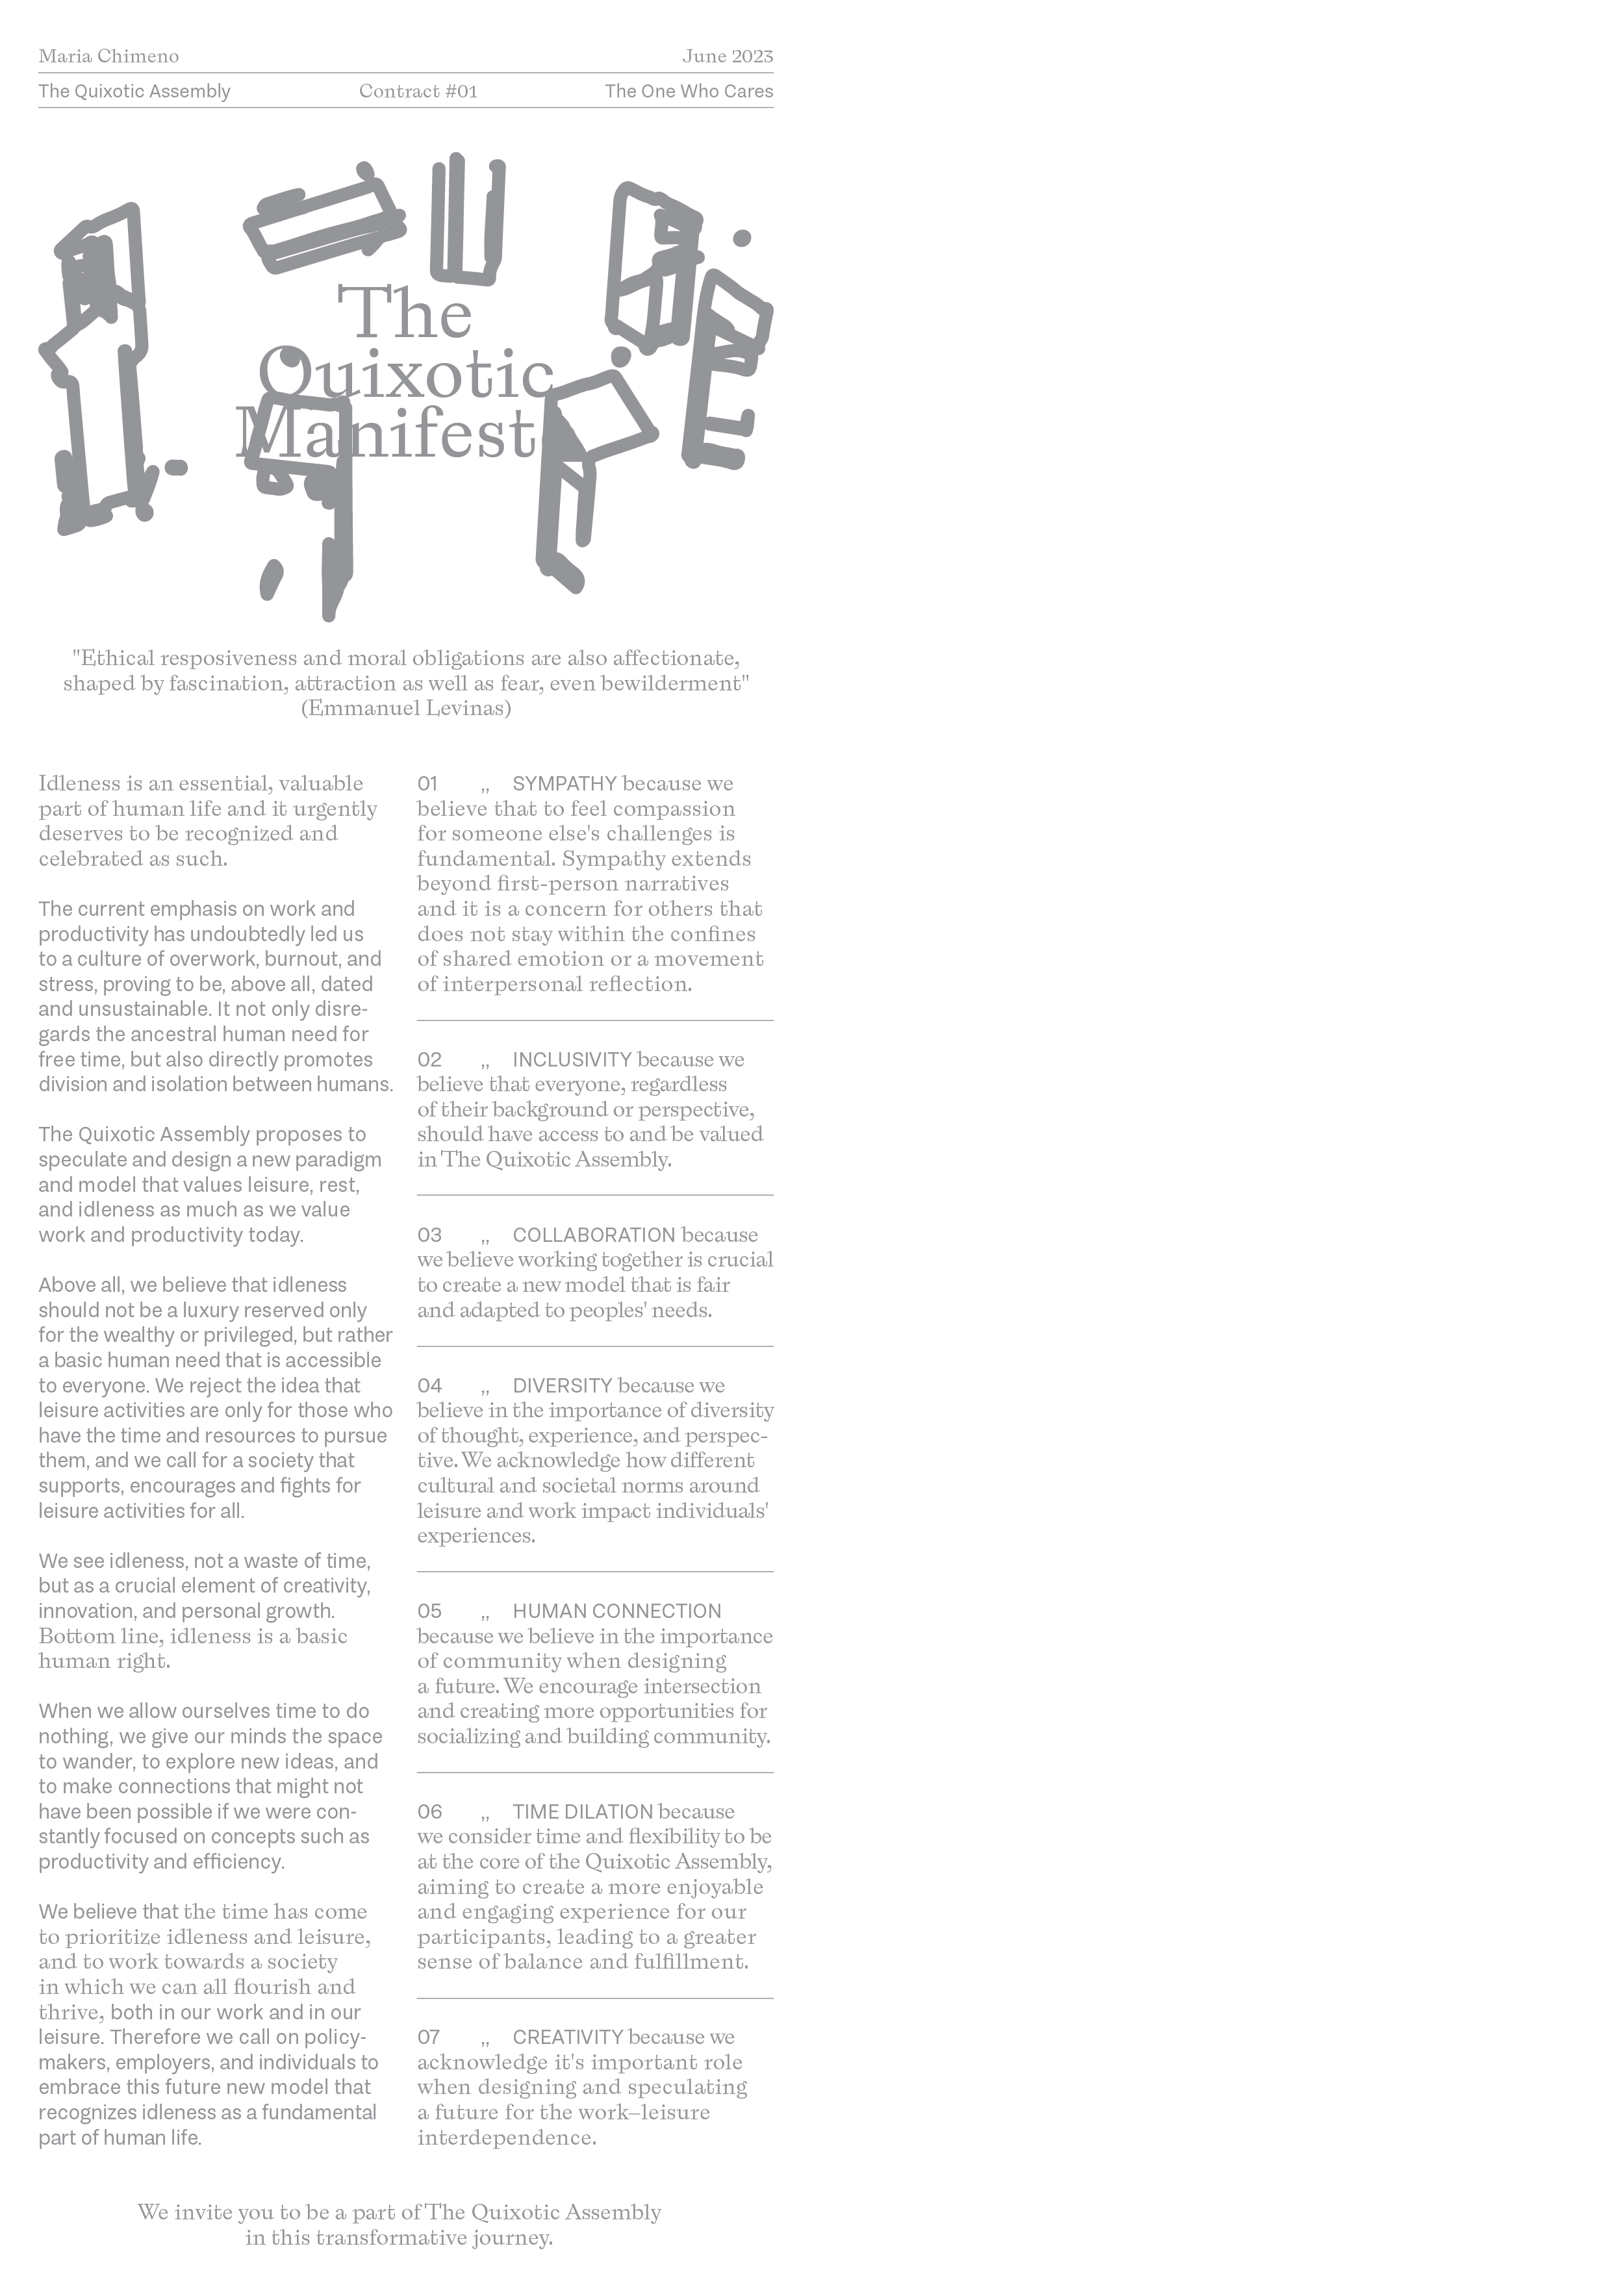 Maria Chimeno
June 2023
The Quixotic Assembly
Contract #01
The One Who Cares
The
Quixotic
Manifest
"Ethical resposiveness and moral obligations are also affectionate,
shaped by fascination, attraction as well as fear, even bewilderment"
(Emmanuel Levinas)
Idleness is an essential, valuable
part of human life and it urgently
deserves to be recognized and
celebrated as such.
The current emphasis on work and
productivity has undoubtedly led us
to a culture of overwork, burnout, and
stress, proving to be, above all, dated
and unsustainable. It not only disre-
gards the ancestral human need for
free time, but also directly promotes
division and isolation between humans.
The Quixotic Assembly proposes to
speculate and design a new paradigm
and model that values leisure, rest,
and idleness as much as we value
work and productivity today.
Above all, we believe that idleness
should not be a luxury reserved only
for the wealthy or privileged, but rather
a basic human need that is accessible
to everyone. We reject the idea that
leisure activities are only for those who
have the time and resources to pursue
them, and we call for a society that
supports, encourages and fights for
leisure activities for all.
We see idleness, not a waste of time,
but as a crucial element of creativity,
innovation, and personal growth.
Bottom line, idleness is a basic
human right.
When we allow ourselves time to do
nothing, we give our minds the space
to wander, to explore new ideas, and
to make connections that might not
have been possible if we were con-
stantly focused on concepts such as
productivity and efficiency.
We believe that the time has come
to prioritize idleness and leisure,
and to work towards a society
in which we can all flourish and
thrive, both in our work and in our
leisure. Therefore we call on policy-
makers, employers, and individuals to
embrace this future new model that
recognizes idleness as a fundamental
part of human life.
01 „ SYMPATHY because we
believe that to feel compassion
for someone else's challenges is
fundamental. Sympathy extends
beyond first-person narratives
and it is a concern for others that
does not stay within the confines
of shared emotion or a movement
of interpersonal reflection.
02 „ INCLUSIVITY because we
believe that everyone, regardless
of their background or perspective,
should have access to and be valued
in The Quixotic Assembly.
03 „ COLLABORATION because
we believe working together is crucial
to create a new model that is fair
and adapted to peoples' needs.
04 „ DIVERSITY because we
believe in the importance of diversity
of thought, experience, and perspec-
tive. We acknowledge how different
cultural and societal norms around
leisure and work impact individuals'
experiences.
05 „ HUMAN CONNECTION
because we believe in the importance
of community when designing
a future. We encourage intersection
and creating more opportunities for
socializing and building community.
06 „ TIME DILATION because
we consider time and flexibility to be
at the core of the Quixotic Assembly,
aiming to create a more enjoyable
and engaging experience for our
participants, leading to a greater
sense of balance and fulfillment.
07 „ CREATIVITY because we
acknowledge it's important role
when designing and speculating
a future for the work–leisure
interdependence.
We invite you to be a part of The Quixotic Assembly
in this transformative journey.